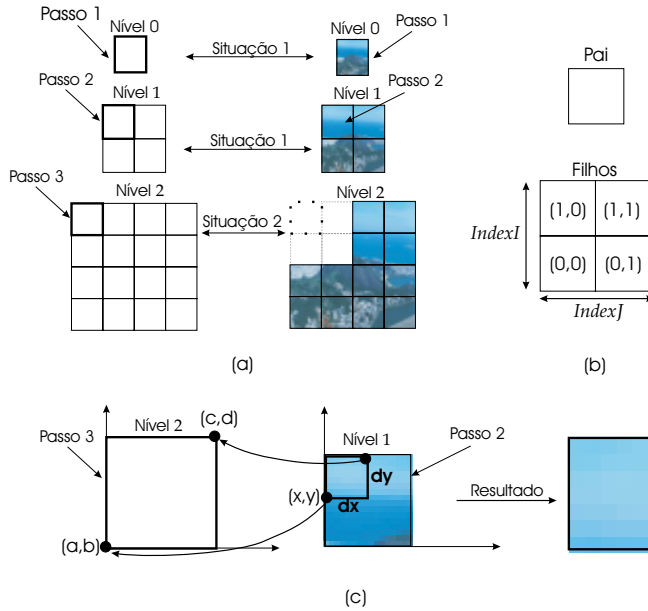 Passo 1
Nível 0
Situação 1
Nível 0
Passo 1
Passo 2
Nível 1
Situação 1
Nível 1
Passo 2
Passo 3
Nível 2
Situação 2
Nível 2
(a)
Pai
Filhos
IndexI
(1,0) (1,1)
(0,0) (0,1)
IndexJ
(b)
Passo 3
Nível 2
(c,d)
(a,b)
Nível 1
Passo 2
(x,y)
dy
dx
Resultado
(c)